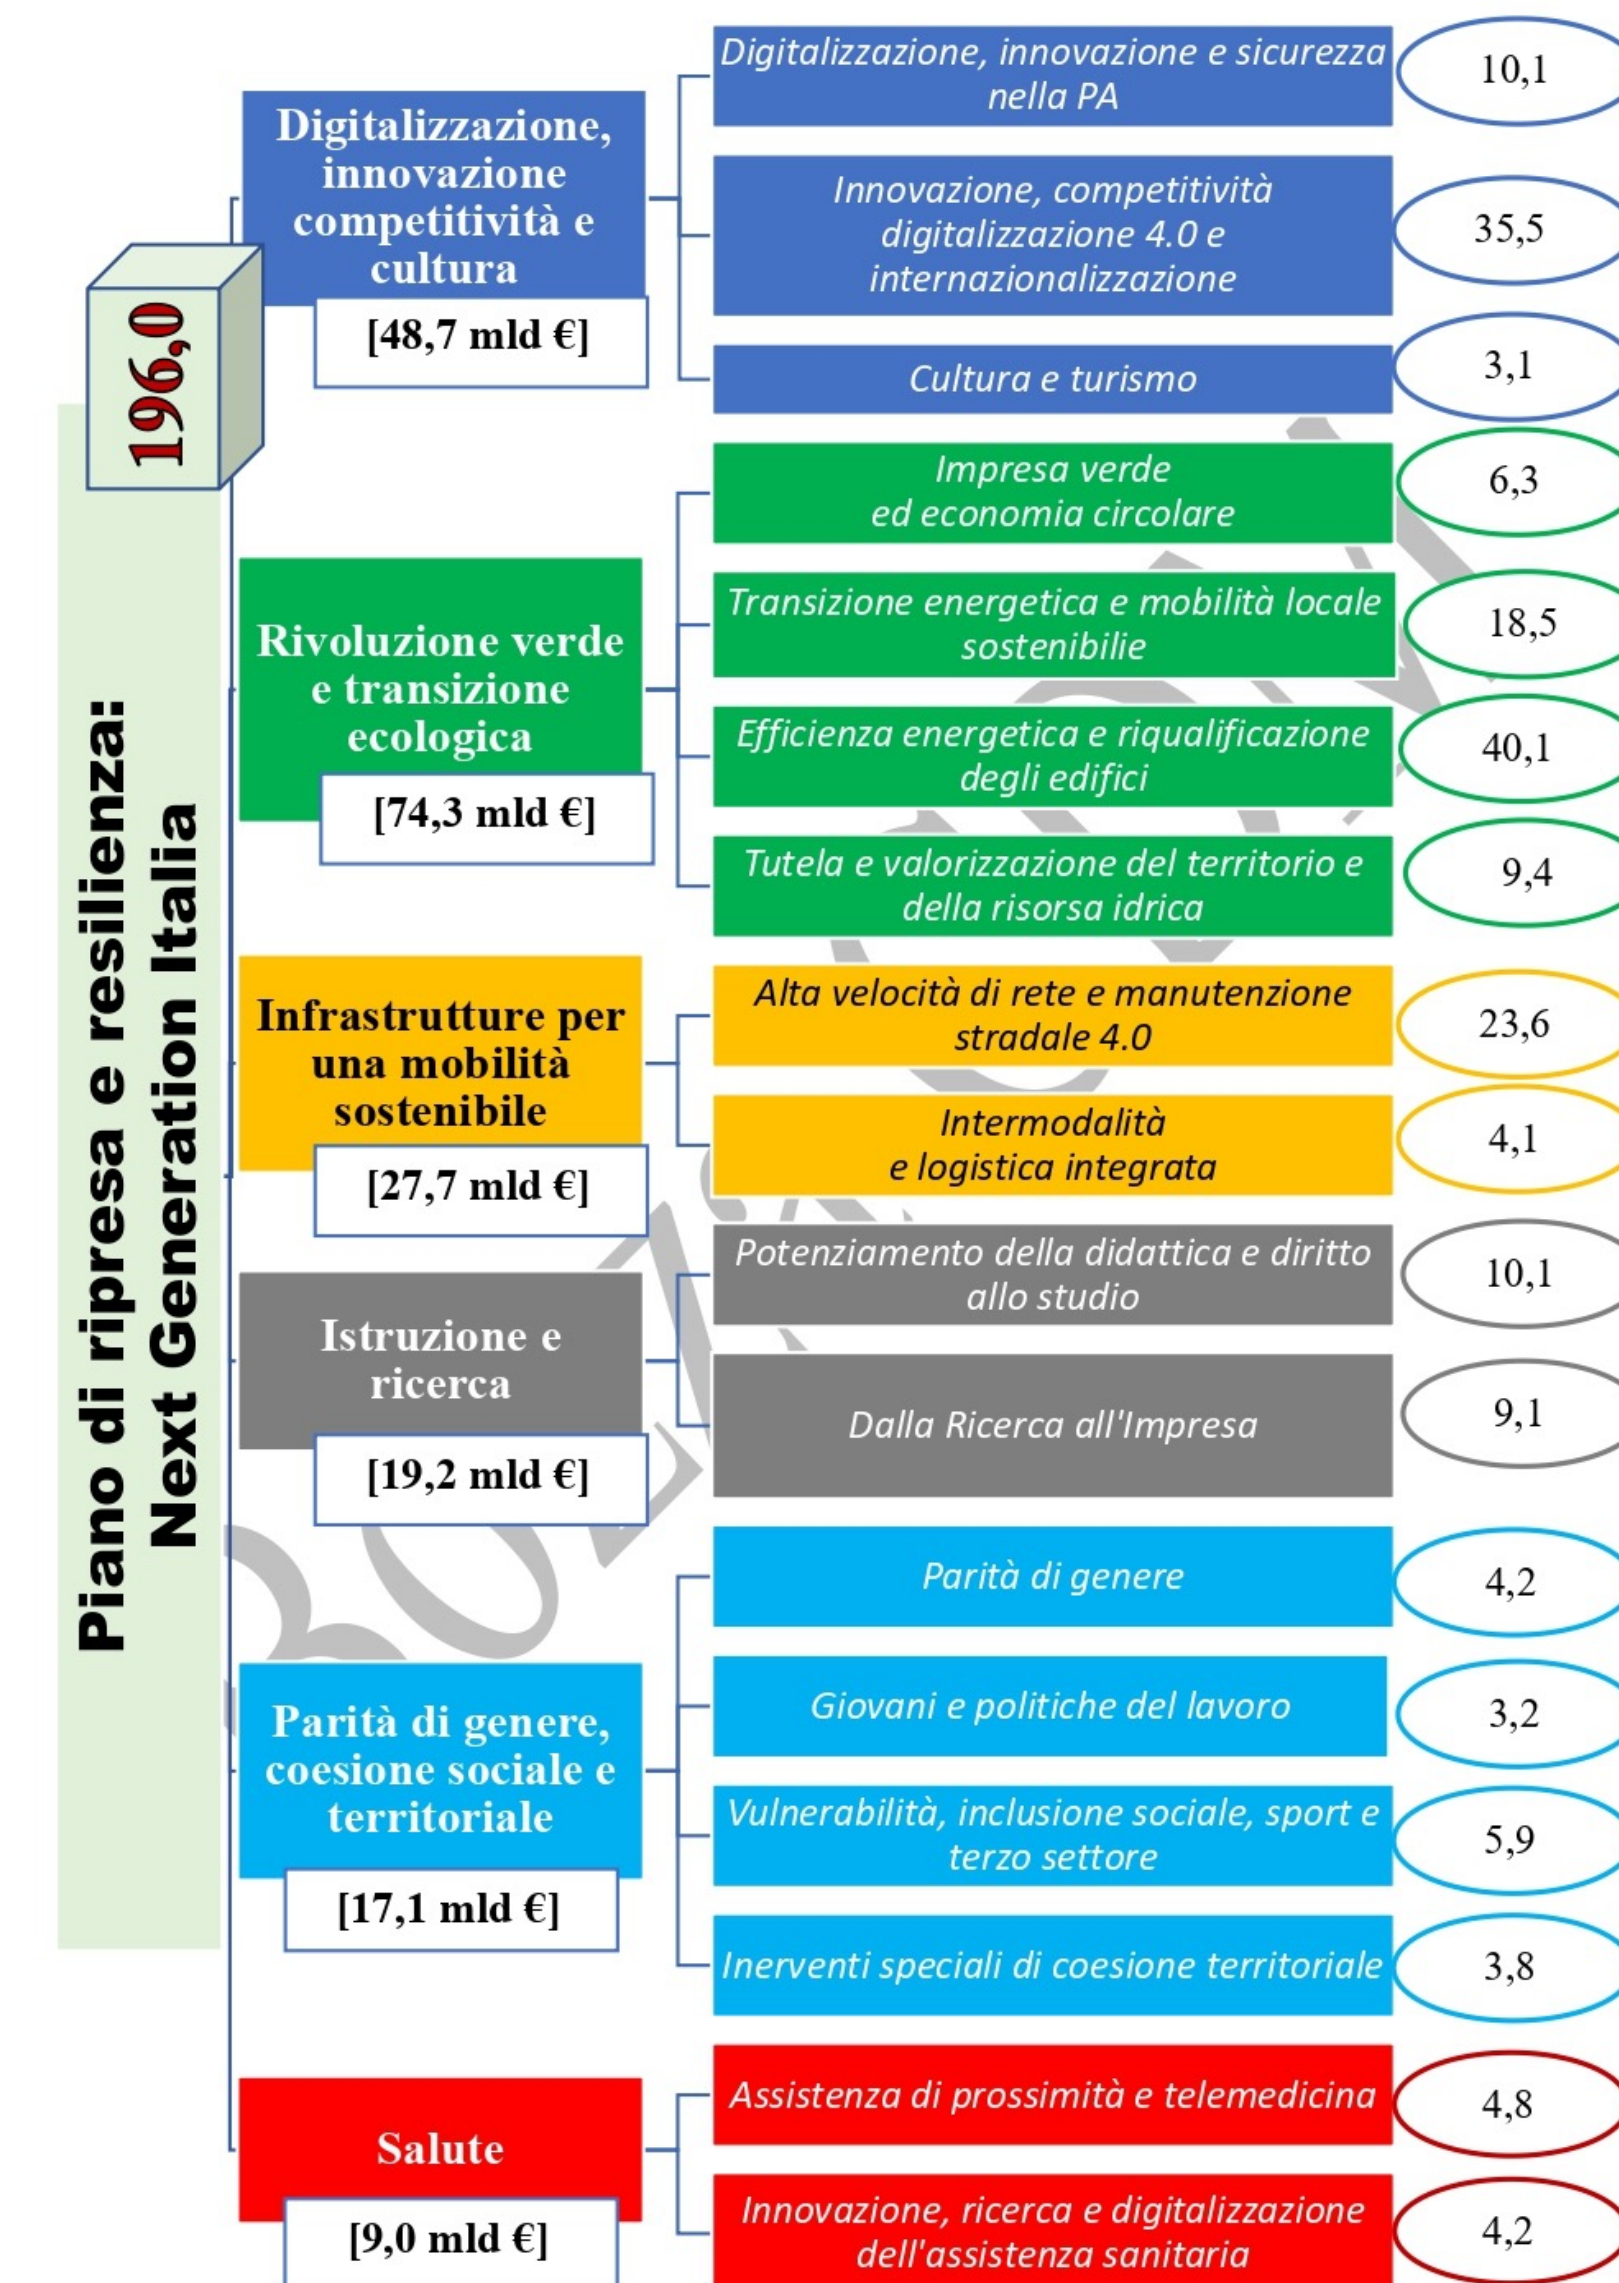 196,0
Piano di ripresa e resilienza:
Next Generation Italia
Digitalizzazione,
innovazione
competitività e
cultura
[48,7 mld €]
Digitalizzazione, innovazione e sicurezza
nella PA
10,1
Innovazione, competitività
digitalizzazione 4.0 e
internazionalizzazione
35,5
Cultura e turismo
3,1
Rivoluzione verde
e transizione
ecologica
[74,3 mld €]
Impresa verde
ed economia circolare
6,3
Transizione energetica e mobilità locale
sostenibilie
18,5
Efficienza energetica e riqualificazione
degli edifici
40,1
Tutela e valorizzazione del territorio e
della risorsa idrica
9,4
Infrastrutture per
una mobilità
sostenibile
[27,7 mld €]
Alta velocità di rete e manutenzione
stradale 4.0
23,6
Intermodalità
e logistica integrata
4,1
Istruzione e
ricerca
[19,2 mld €]
Potenziamento della didattica e diritto
allo studio
10,1
Dalla Ricerca all'Impresa
9,1
Parità di genere,
coesione sociale e
territoriale
[17,1 mld €]
Parità di genere
4,2
Giovani e politiche del lavoro
3,2
Vulnerabilità, inclusione sociale, sport e
terzo settore
5,9
Inerventi speciali di coesione territoriale
3,8
Salute
[9,0 mld €]
Assistenza di prossimità e telemedicina
4,8
Innovazione, ricerca e digitalizzazione
dell'assistenza sanitaria
4,2